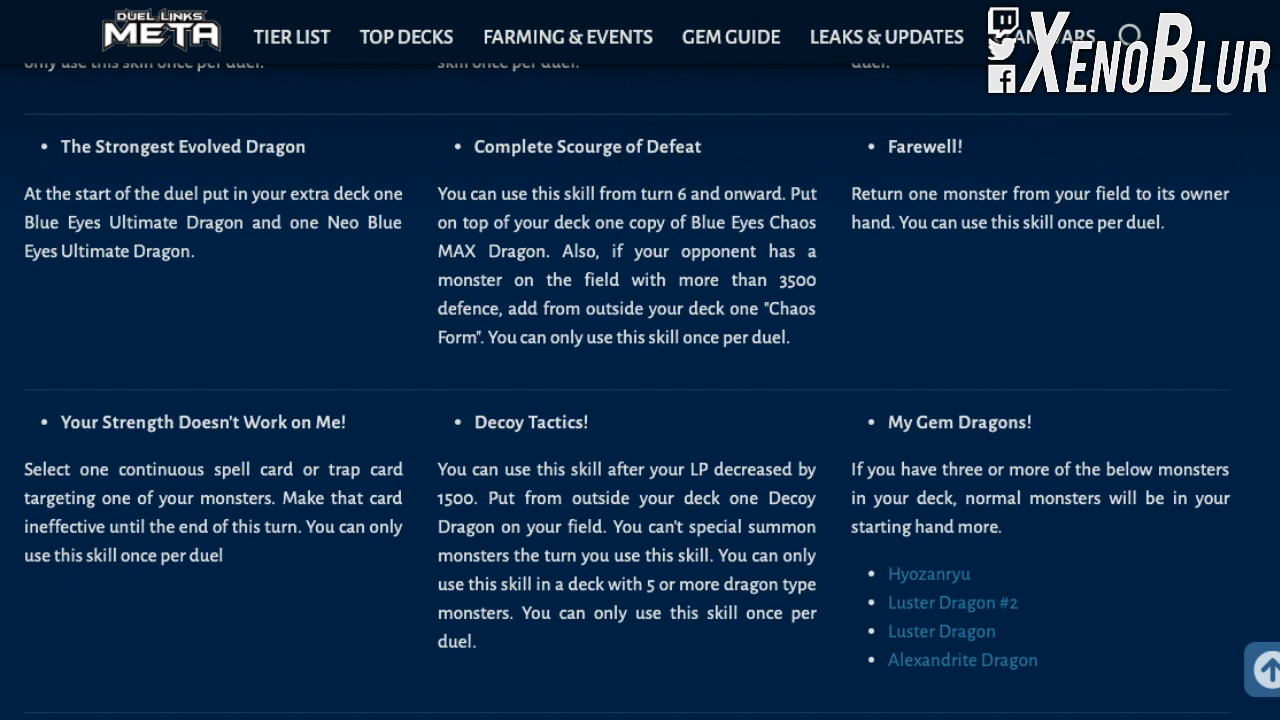 DUEL LINKS
META
TIER LIST
TOP DECKS
FARMING & EVENTS
GEM GUIDE
LEAKS & UPDATES
XENOBLUR
only use this skill once per duel.
skill once per duel.
duel.
• The Strongest Evolved Dragon
At the start of the duel put in your extra deck one
Blue Eyes Ultimate Dragon and one Neo Blue
Eyes Ultimate Dragon.
• Complete Scourge of Defeat
You can use this skill from turn 6 and onward. Put
on top of your deck one copy of Blue Eyes Chaos
MAX Dragon. Also, if your opponent has a
monster on the field with more than 3500
defence, add from outside your deck one "Chaos
Form". You can only use this skill once per duel.
• Farewell!
Return one monster from your field to its owner
hand. You can use this skill once per duel.
• Your Strength Doesn't Work on Me!
Select one continuous spell card or trap card
targeting one of your monsters. Make that card
ineffective until the end of this turn. You can only
use this skill once per duel
• Decoy Tactics!
You can use this skill after your LP decreased by
1500. Put from outside your deck one Decoy
Dragon on your field. You can't special summon
monsters the turn you use this skill. You can only
use this skill in a deck with 5 or more dragon type
monsters. You can only use this skill once per
duel.
• My Gem Dragons!
If you have three or more of the below monsters
in your deck, normal monsters will be in your
starting hand more.
• Hyozanryu
• Luster Dragon #2
• Luster Dragon
• Alexandrite Dragon